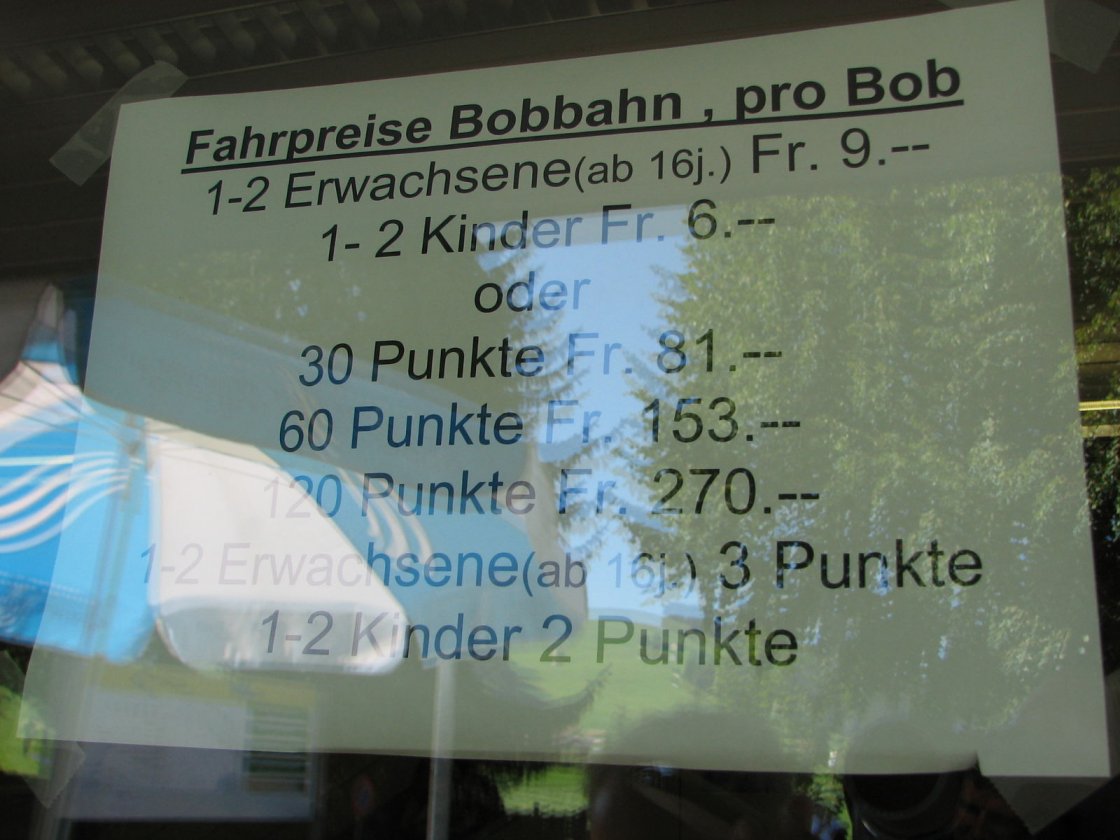 Fahrpreise Bobbahn , pro Bob
1-2 Erwachsene(ab 16j.) Fr. 9.--
1- 2 Kinder Fr. 6.--
oder
30 Punkte Fr. 81.--
60 Punkte Fr. 153.--
120 Punkte Fr. 270.--
1-2 Erwachsene(ab 16j.) 3 Punkte
1-2 Kinder 2 Punkte